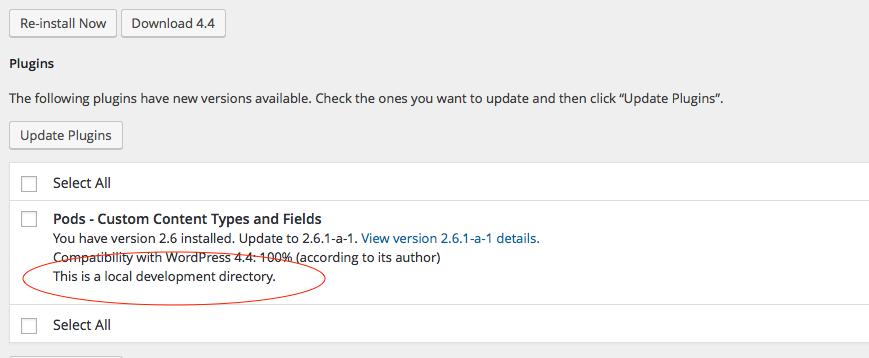 Re-install Now Download 4.4
Plugins
The following plugins have new versions available. Check the ones you want to update and then click “Update Plugins”.
Update Plugins
Select All
Pods - Custom Content Types and Fields
You have version 2.6 installed. Update to 2.6.1-a-1. View version 2.6.1-a-1 details.
Compatibility with WordPress 4.4: 100% (according to its author)
This is a local development directory.
Select All